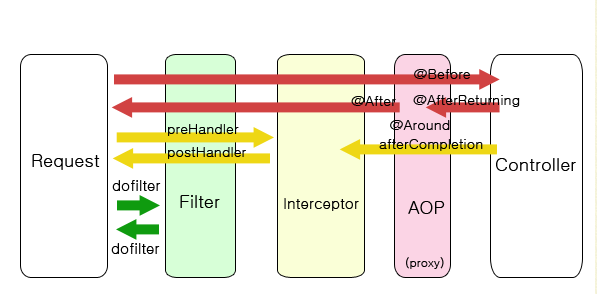 @Before
@After
@AfterReturning
@Around
preHandler
postHandler
afterCompletion
Request
Controller
dofilter
Filter
Interceptor
AOP
dofilter
(proxy)